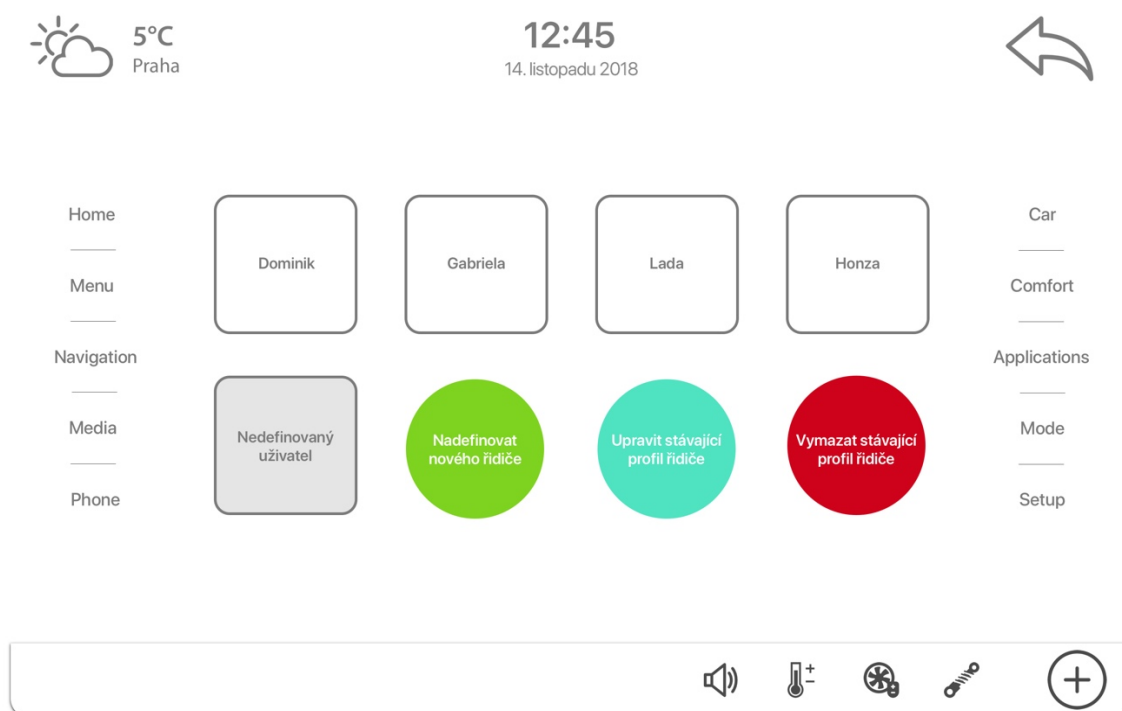 5°C
Praha
12:45
14. listopadu 2018
Home
Menu
Navigation
Media
Phone
Dominik
Gabriela
Lada
Honza
Nedefinovaný
uživatel
Nadefinovat
nového řidiče
Upravit stávající
profil řidiče
Vymazat stávající
profil řidiče
Car
Comfort
Applications
Mode
Setup